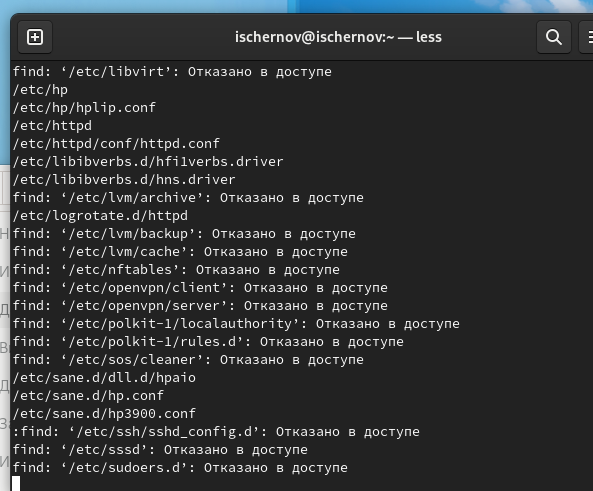 ischernov@ischernov:~ — less
find: ‘/etc/libvirt’: Отказано в доступе
/etc/hp
/etc/hp/hplip.conf
/etc/httpd
/etc/httpd/conf/httpd.conf
/etc/libibverbs.d/hfi1verbs.driver
/etc/libibverbs.d/hns.driver
find: ‘/etc/lvm/archive’: Отказано в доступе
/etc/logrotate.d/httpd
find: ‘/etc/lvm/backup’: Отказано в доступе
find: ‘/etc/lvm/cache’: Отказано в доступе
find: ‘/etc/nftables’: Отказано в доступе
find: ‘/etc/openvpn/client’: Отказано в доступе
find: ‘/etc/openvpn/server’: Отказано в доступе
find: ‘/etc/polkit-1/localauthority’: Отказано в доступе
find: ‘/etc/polkit-1/rules.d’: Отказано в доступе
find: ‘/etc/sos/cleaner’: Отказано в доступе
/etc/sane.d/dll.d/hpaio
/etc/sane.d/hp.conf
/etc/sane.d/hp3900.conf
:find: ‘/etc/ssh/sshd_config.d’: Отказано в доступе
find: ‘/etc/sssd’: Отказано в доступе
find: ‘/etc/sudoers.d’: Отказано в доступе